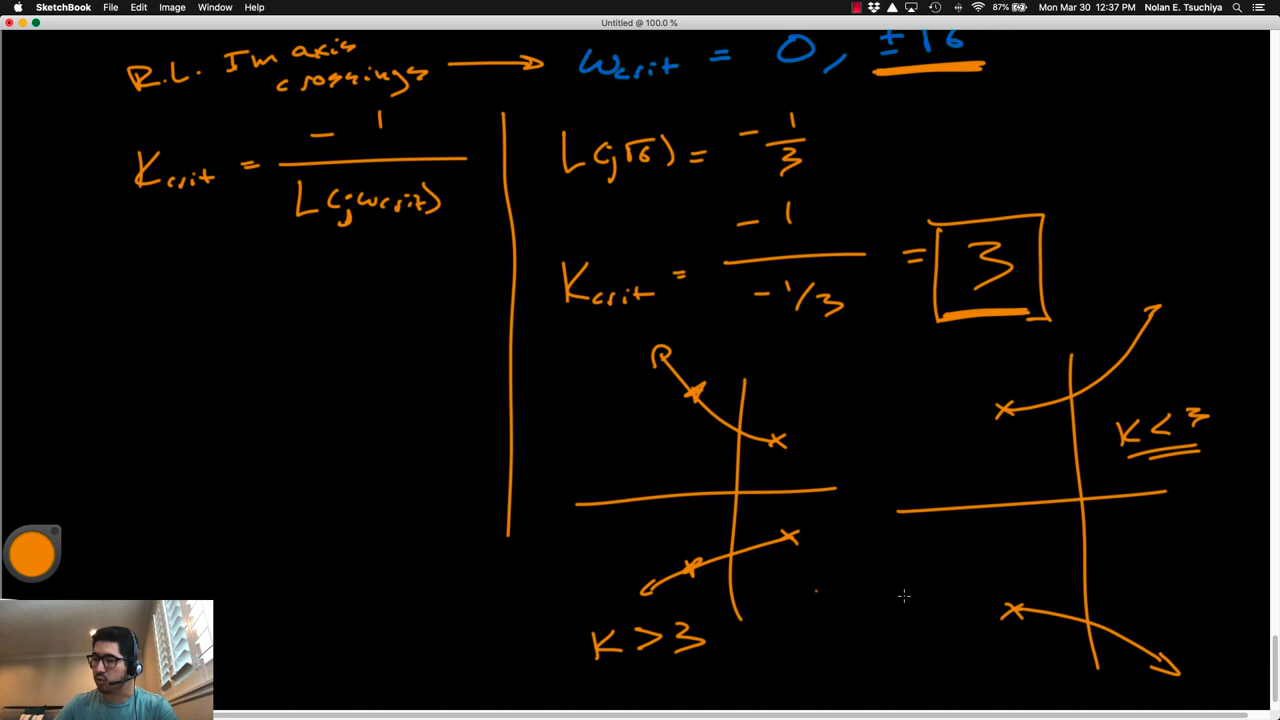 SketchBook File Edit Image Window Help 87% Mon Mar 30 12:37 PM Nolan E. Tsuchiya
Untitled @ 100.0 %
R.L. Im axis crossings → ωcrit = 0, ±√6
Kcrit = -1 / L(jωcrit)
L(j√6) = -1/3
Kcrit = -1 / -1/3 = 3
K < 3
K > 3